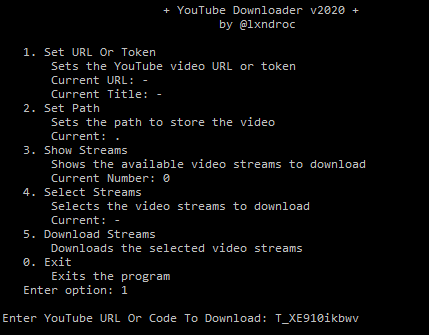 + YouTube Downloader v2020 +
by @lxndroc
1. Set URL Or Token
Sets the YouTube video URL or token
Current URL: -
Current Title: -
2. Set Path
Sets the path to store the video
Current: .
3. Show Streams
Shows the available video streams to download
Current Number: 0
4. Select Streams
Selects the video streams to download
Current: -
5. Download Streams
Downloads the selected video streams
0. Exit
Exits the program
Enter option: 1
Enter YouTube URL Or Code To Download: T_XE910ikbwv